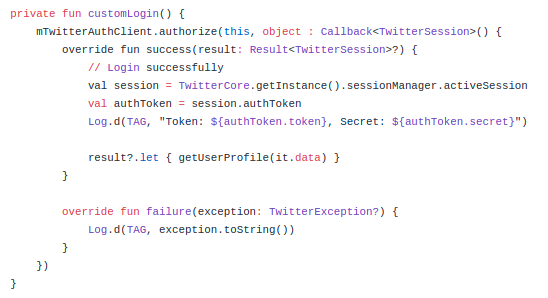 private fun customLogin() {
    mTwitterAuthClient.authorize(this, object : Callback<TwitterSession>() {
        override fun success(result: Result<TwitterSession>?) {
            // Login successfully
            val session = TwitterCore.getInstance().sessionManager.activeSession
            val authToken = session.authToken
            Log.d(TAG, "Token: ${authToken.token}, Secret: ${authToken.secret}")

            result?.let { getUserProfile(it.data) }
        }

        override fun failure(exception: TwitterException?) {
            Log.d(TAG, exception.toString())
        }
    })
}